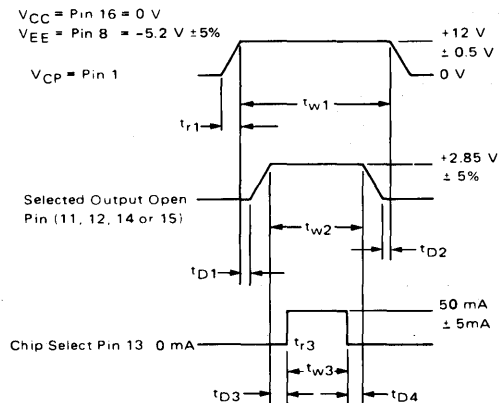 VCC = Pin 16 = 0 V
VEE = Pin 8 = -5.2 V ±5%
+12 V
± 0.5 V
VCP = Pin 1
0 V
tw1
tr1
+2.85 V
± 5%
Selected Output Open
Pin (11, 12, 14 or 15)
tw2
tD1
tD2
50 mA
± 5mA
Chip Select Pin 13 0 mA
tr3
tw3
tD3
tD4